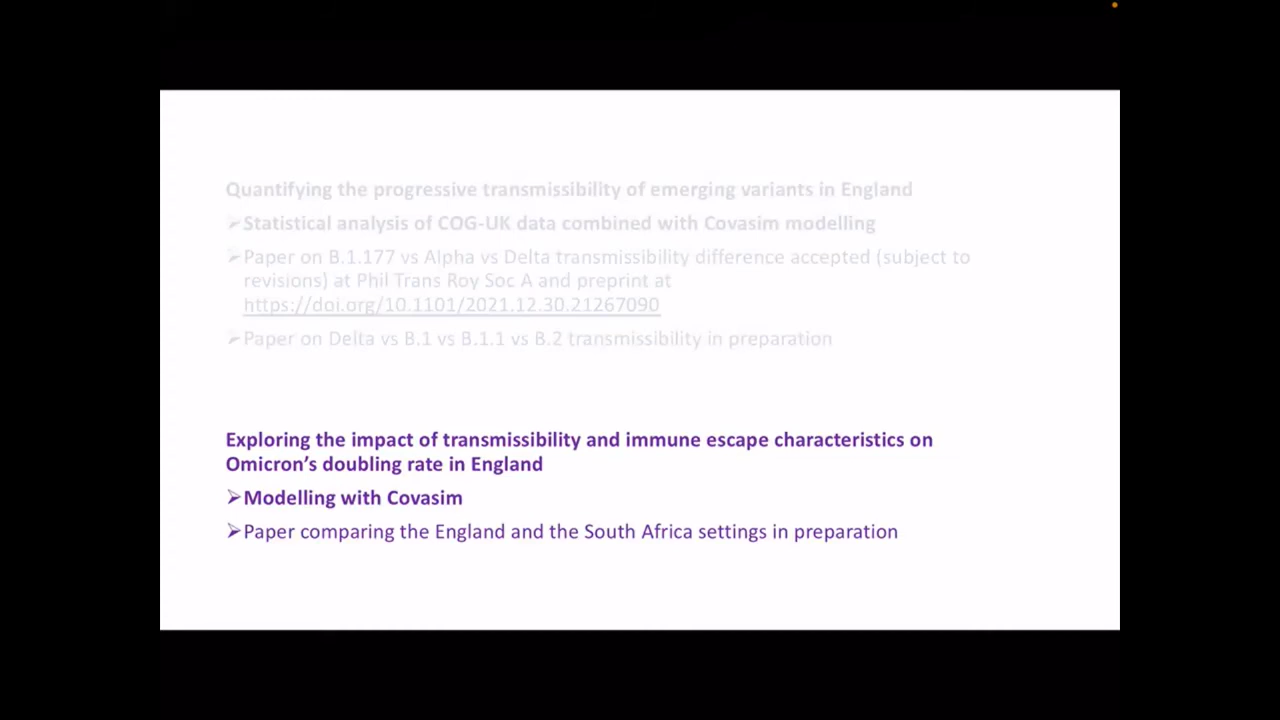 Quantifying the progressive transmissibility of emerging variants in England
➢Statistical analysis of COG-UK data combined with Covasim modelling
➢Paper on B.1.177 vs Alpha vs Delta transmissibility difference accepted (subject to
revisions) at Phil Trans Roy Soc A and preprint at
https://doi.org/10.1101/2021.12.30.21267090
➢Paper on Delta vs B.1 vs B.1.1 vs B.2 transmissibility in preparation
Exploring the impact of transmissibility and immune escape characteristics on
Omicron’s doubling rate in England
➢Modelling with Covasim
➢Paper comparing the England and the South Africa settings in preparation